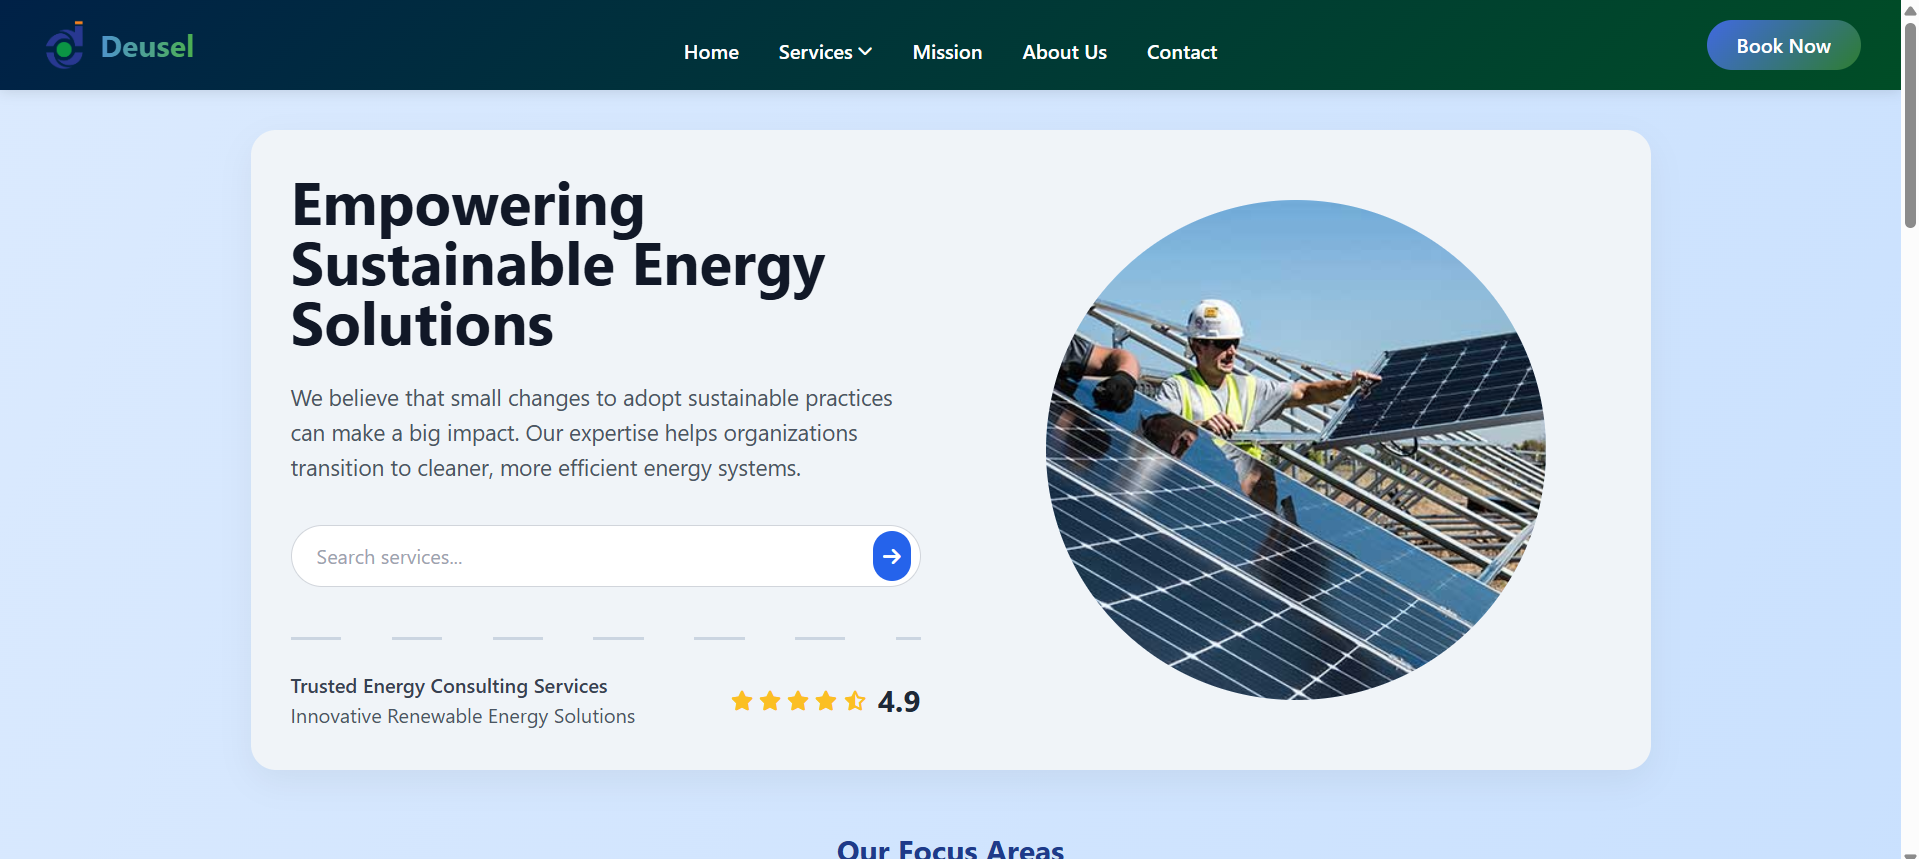 Deusel
Home
Services
Mission
About Us
Contact
Book Now
Empowering
Sustainable Energy
Solutions
We believe that small changes to adopt sustainable practices
can make a big impact. Our expertise helps organizations
transition to cleaner, more efficient energy systems.
Search services...
Trusted Energy Consulting Services
Innovative Renewable Energy Solutions
4.9
Our Focus Areas